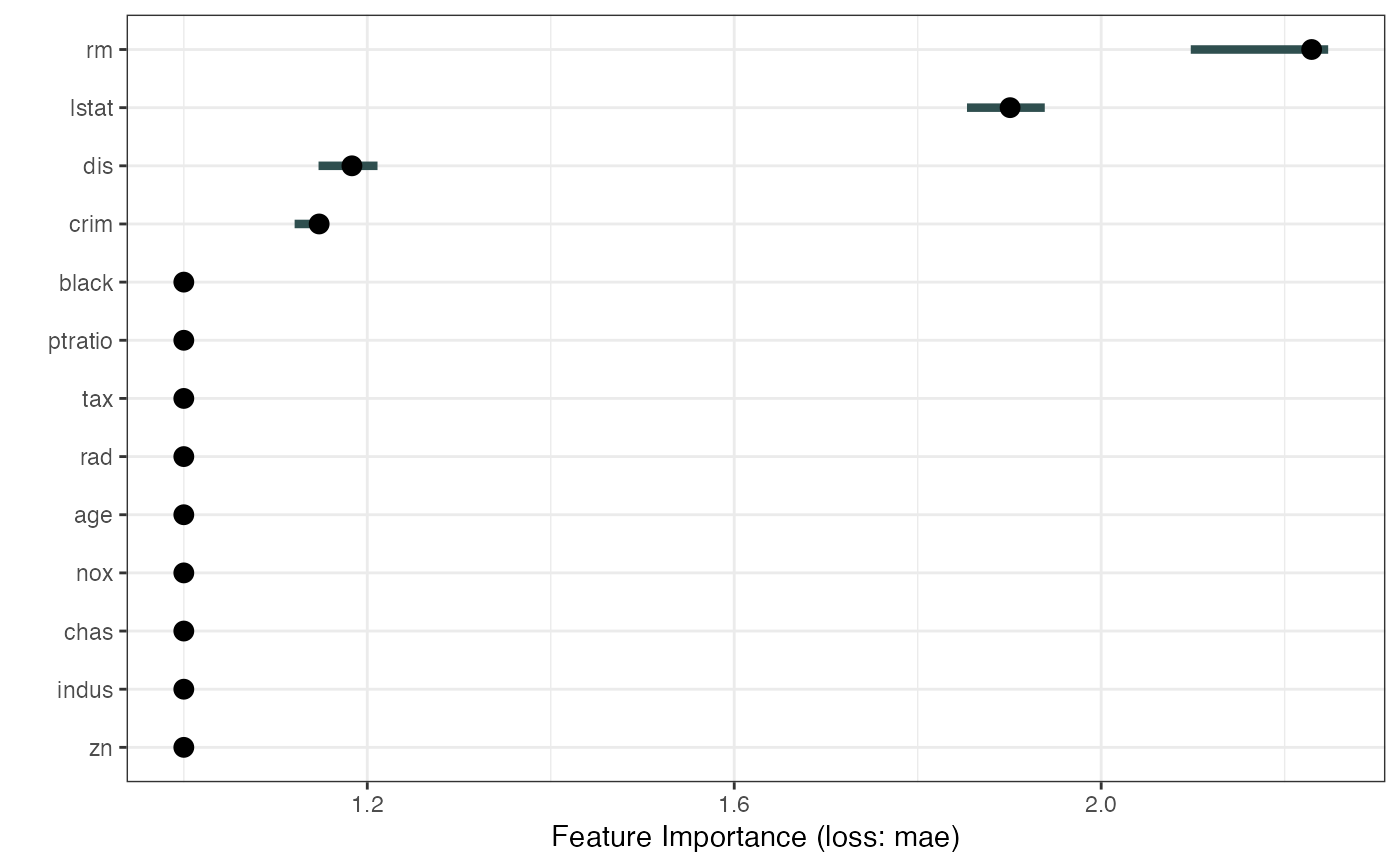 rm
lstat
dis
crim
black
ptratio
tax
rad
age
nox
chas
indus
zn
1.2 1.6 2.0
Feature Importance (loss: mae)